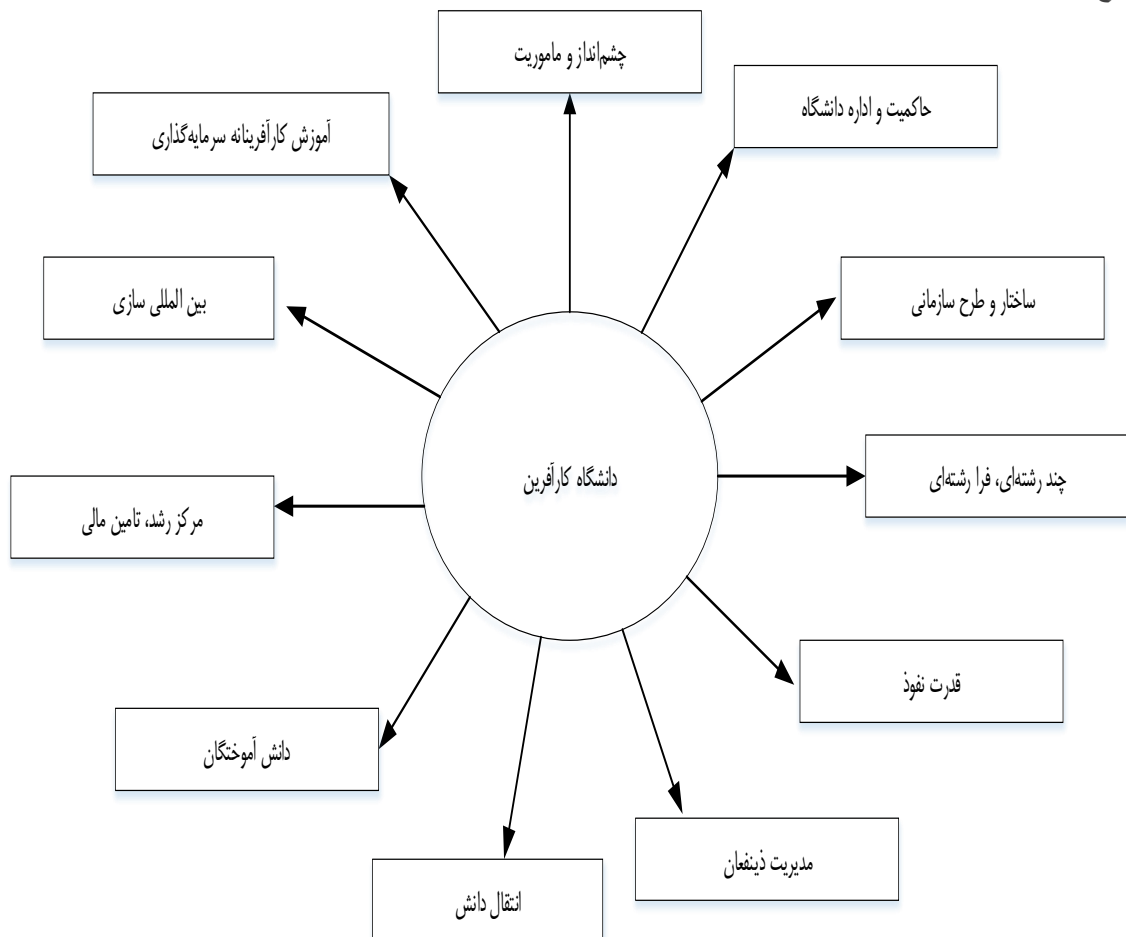 چشم‌انداز و ماموریت
حاکمیت و اداره دانشگاه
آموزش کارآفرینانه سرمایه‌گذاری
ساختار و طرح سازمانی
بین المللی سازی
چند رشته‌ای، فرا رشته‌ای
دانشگاه کارآفرین
مرکز رشد، تامین مالی
قدرت نفوذ
دانش آموختگان
مدیریت ذینفعان
انتقال دانش